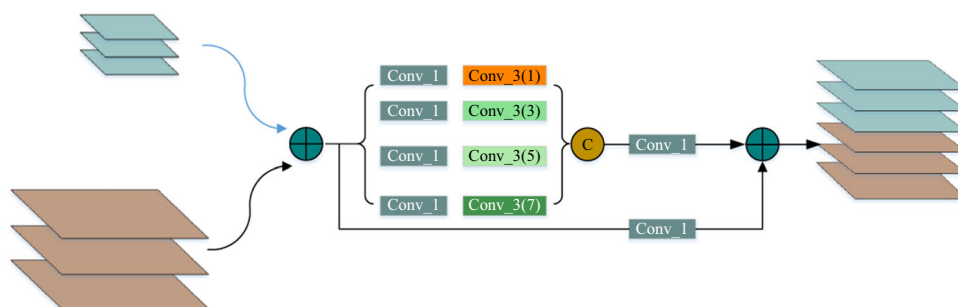 Conv_1 Conv_3(1)
Conv_1 Conv_3(3)
Conv_1 Conv_3(5)
Conv_1 Conv_3(7)
C
Conv_1
Conv_1